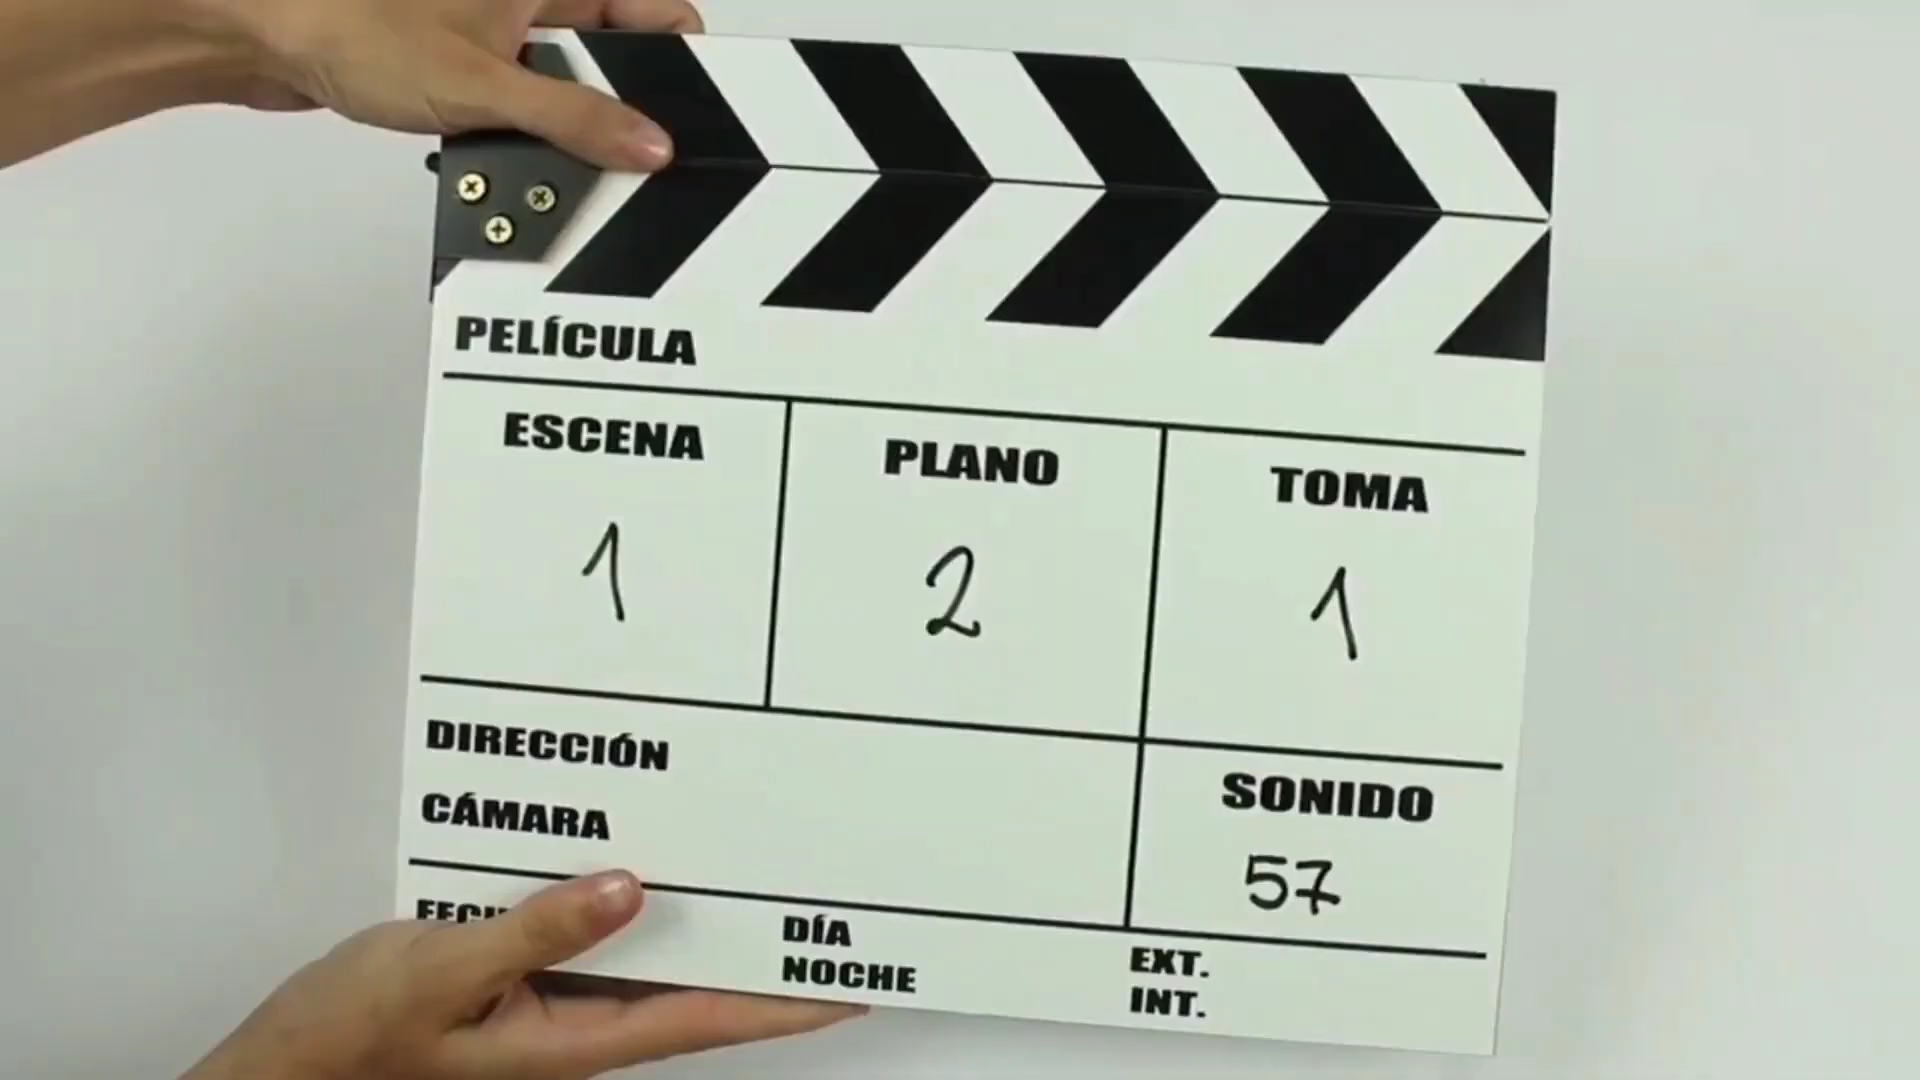 PELÍCULA
ESCENA
PLANO
TOMA
1
2
1
DIRECCIÓN
CÁMARA
SONIDO
57
DÍA
NOCHE
EXT.
INT.